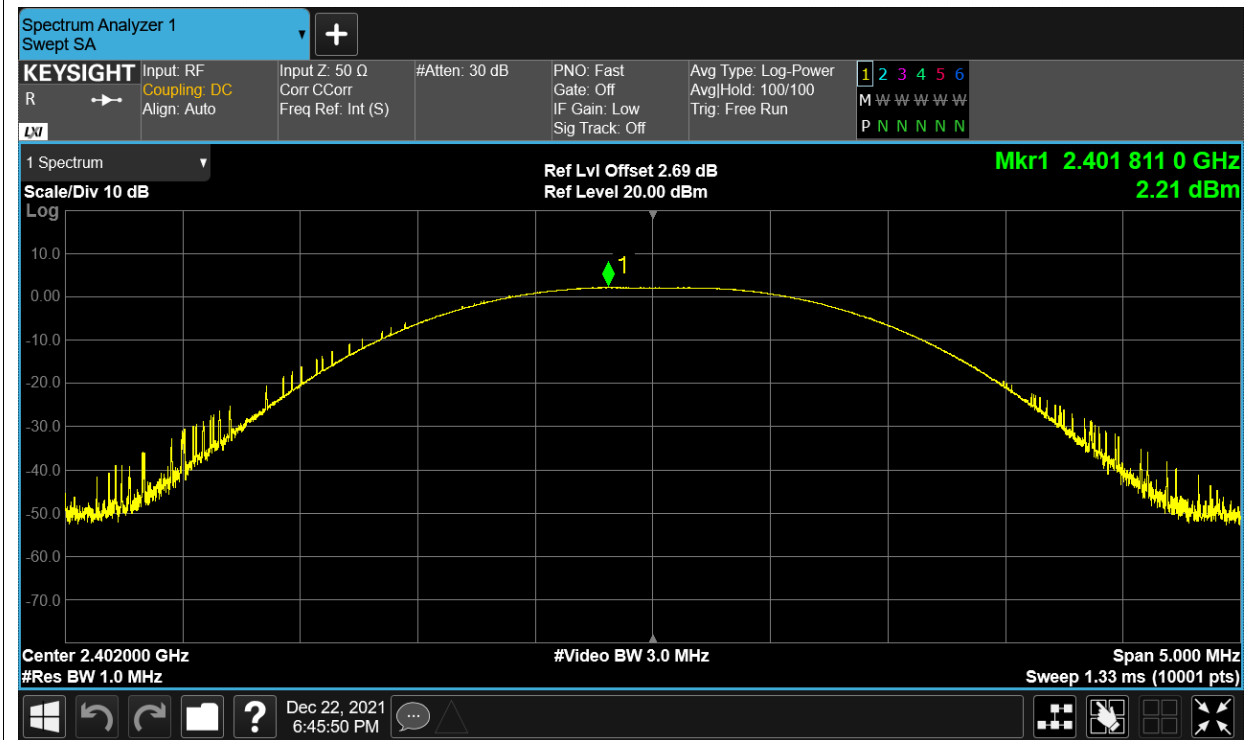 Spectrum Analyzer 1
Swept SA
+
KEYSIGHT
R
LXI
Input: RF
Coupling: DC
Align: Auto
Input Z: 50 Ω
Corr CCorr
Freq Ref: Int (S)
#Atten: 30 dB
PNO: Fast
Gate: Off
IF Gain: Low
Sig Track: Off
Avg Type: Log-Power
Avg|Hold: 100/100
Trig: Free Run
1 2 3 4 5 6
M W W W W W
P N N N N N
1 Spectrum
Scale/Div 10 dB
Log
Ref Lvl Offset 2.69 dB
Ref Level 20.00 dBm
Mkr1 2.401 811 0 GHz
2.21 dBm
1
10.0
0.00
-10.0
-20.0
-30.0
-40.0
-50.0
-60.0
-70.0
Center 2.402000 GHz
#Res BW 1.0 MHz
#Video BW 3.0 MHz
Span 5.000 MHz
Sweep 1.33 ms (10001 pts)
?
Dec 22, 2021
6:45:50 PM